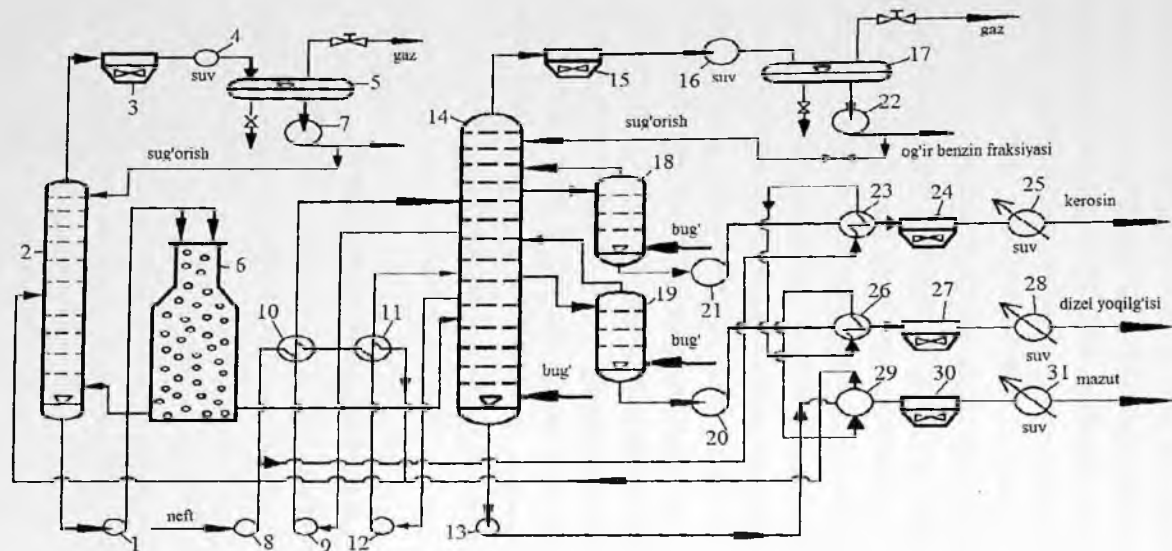 4
gaz
17
gaz
suv
5
3
15
16
suv
7
22
14
sug'orish
og'ir benzin fraksiyasi
sug'orish
18
23
24
25
kerosin
2
6
bug'
suv
21
10
11
19
26
27
28
dizel yoqilg'isi
bug'
suv
bug'
29
30
31
mazut
20
suv
neft
1
8
9
12
13